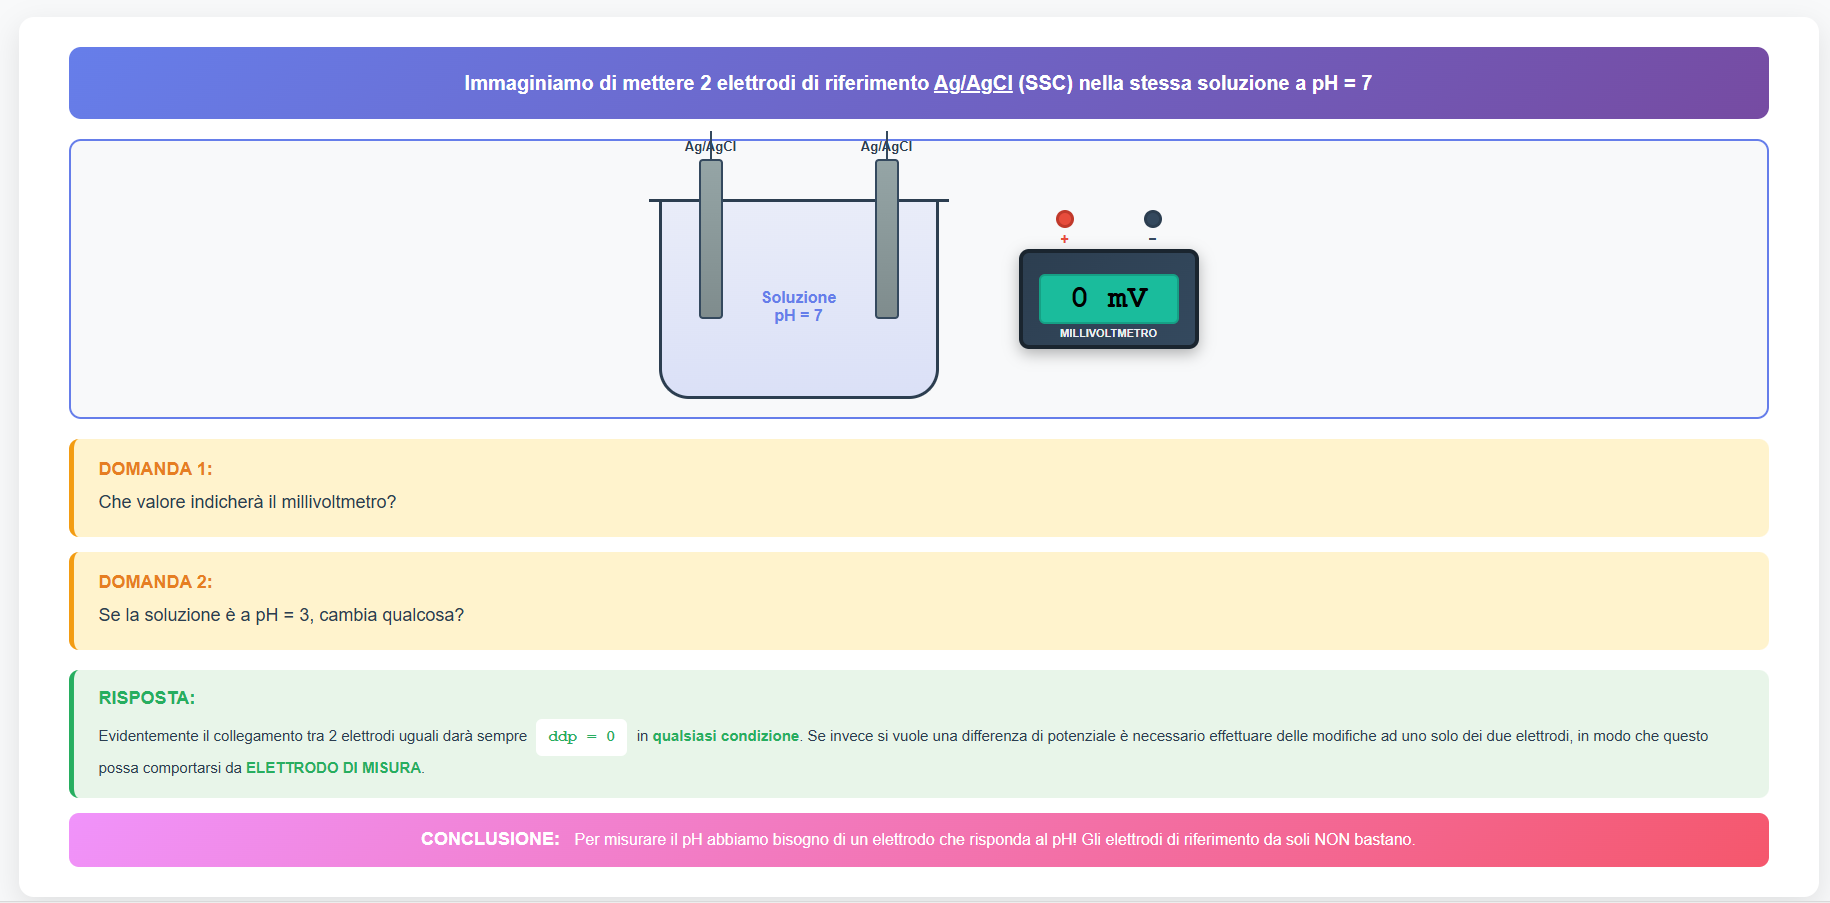 Immaginiamo di mettere 2 elettrodi di riferimento Ag/AgCl (SSC) nella stessa soluzione a pH = 7
Ag/AgCl
Ag/AgCl
+
−
0 mV
MILLIVOLTMETRO
Soluzione
pH = 7
DOMANDA 1:
Che valore indicherà il millivoltmetro?
DOMANDA 2:
Se la soluzione è a pH = 3, cambia qualcosa?
RISPOSTA:
Evidentemente il collegamento tra 2 elettrodi uguali darà sempre ddp = 0 in qualsiasi condizione. Se invece si vuole una differenza di potenziale è necessario effettuare delle modifiche ad uno solo dei due elettrodi, in modo che questo
possa comportarsi da ELETTRODO DI MISURA.
CONCLUSIONE: Per misurare il pH abbiamo bisogno di un elettrodo che risponda al pH! Gli elettrodi di riferimento da soli NON bastano.